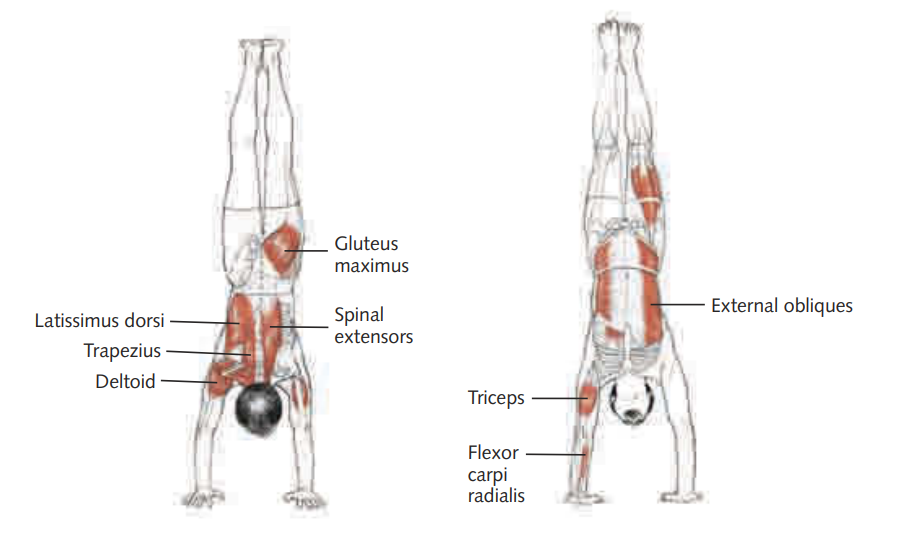 Gluteus
maximus
Latissimus dorsi
Spinal
extensors
Trapezius
Deltoid
External obliques
Triceps
Flexor
carpi
radialis